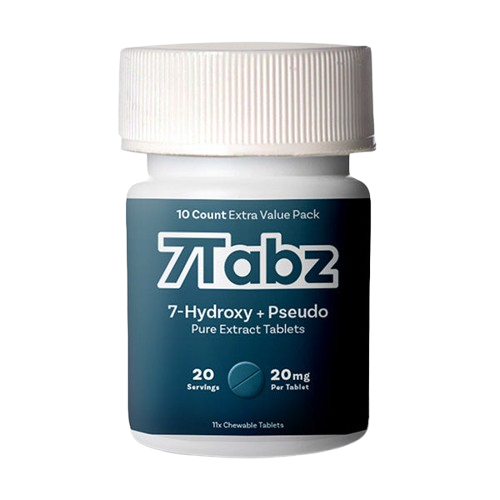 10 Count Extra Value Pack
7Tabz
7-Hydroxy + Pseudo
Pure Extract Tablets
20 Servings
20mg Per Tablet
11x Chewable Tablets